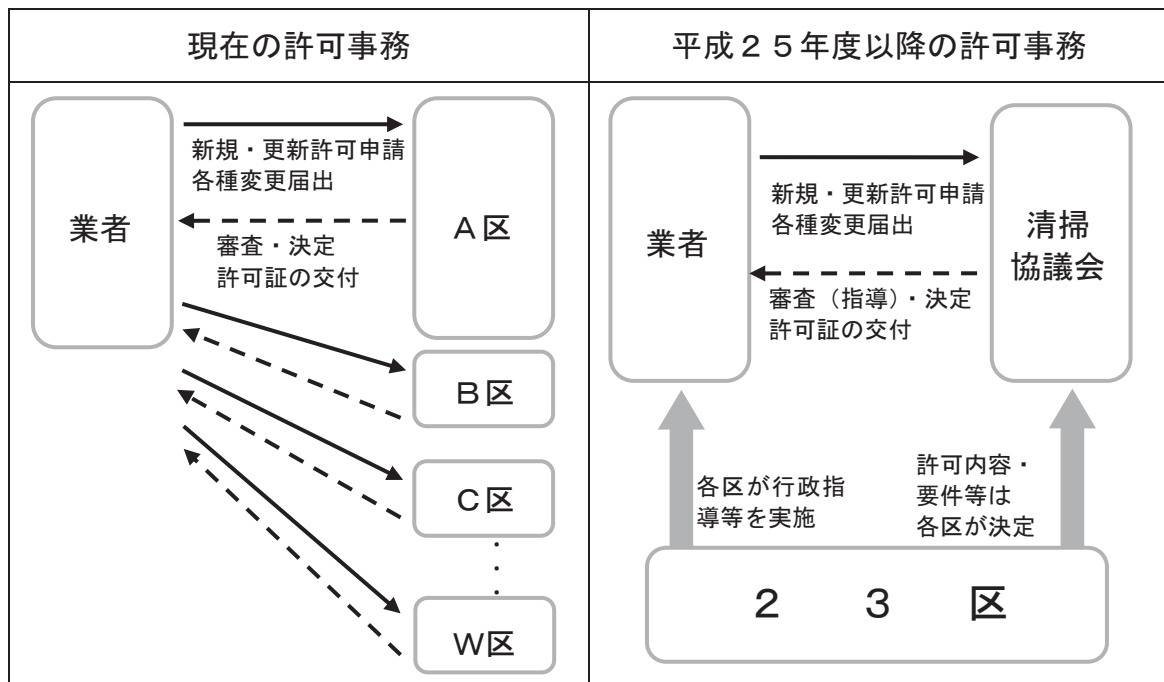 現在の許可事務
業者
新規・更新許可申請
各種変更届出
審査・決定
許可証の交付
A区
B区
C区
W区
平成25年度以降の許可事務
業者
新規・更新許可申請
各種変更届出
審査（指導）・決定
許可証の交付
清掃
協議会
各区が行政指
導等を実施
許可内容・
要件等は
各区が決定
23区